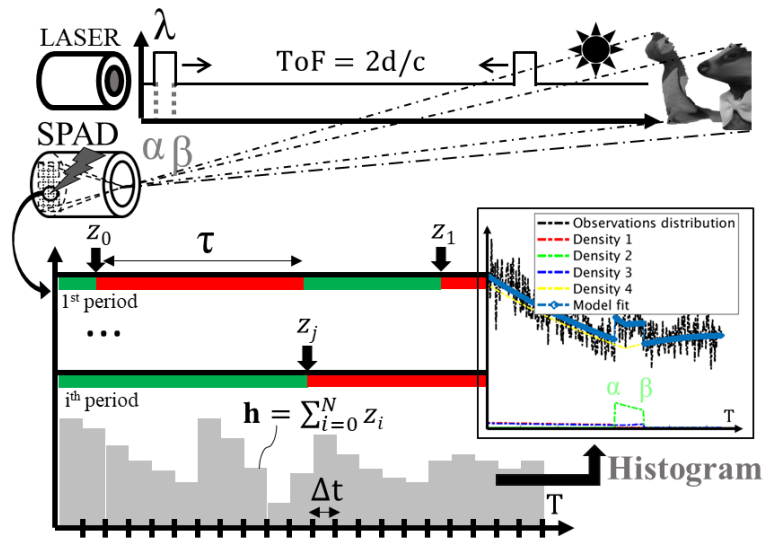 LASER
λ
ToF = 2d/c
SPAD
α β
z₀
τ
z₁
1st period
...
zⱼ
ith period
h = ∑ᵢ₌₀ᴺ zᵢ
Δt
T
Observations distribution
Density 1
Density 2
Density 3
Density 4
Model fit
α β
T
Histogram